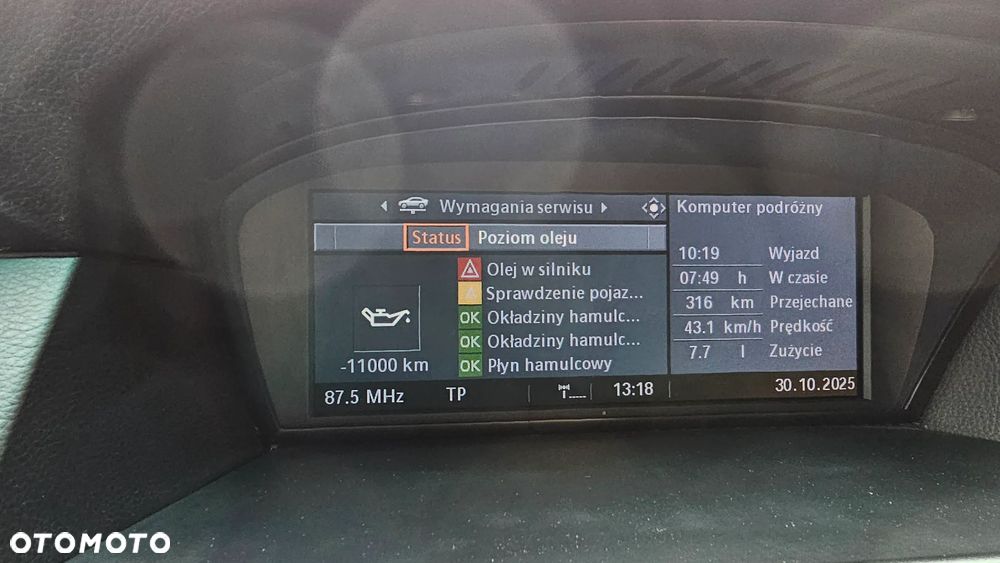 Wymagania serwisu
Status Poziom oleju
Olej w silniku
Sprawdzenie pojaz...
OK Okładziny hamulc...
OK Okładziny hamulc...
OK Płyn hamulcowy
-11000 km
87.5 MHz TP 13:18
Komputer podróżny
10:19 Wyjazd
07:49 h W czasie
316 km Przejechane
43.1 km/h Prędkość
7.7 l Zużycie
30.10.2025
OTOMOTO